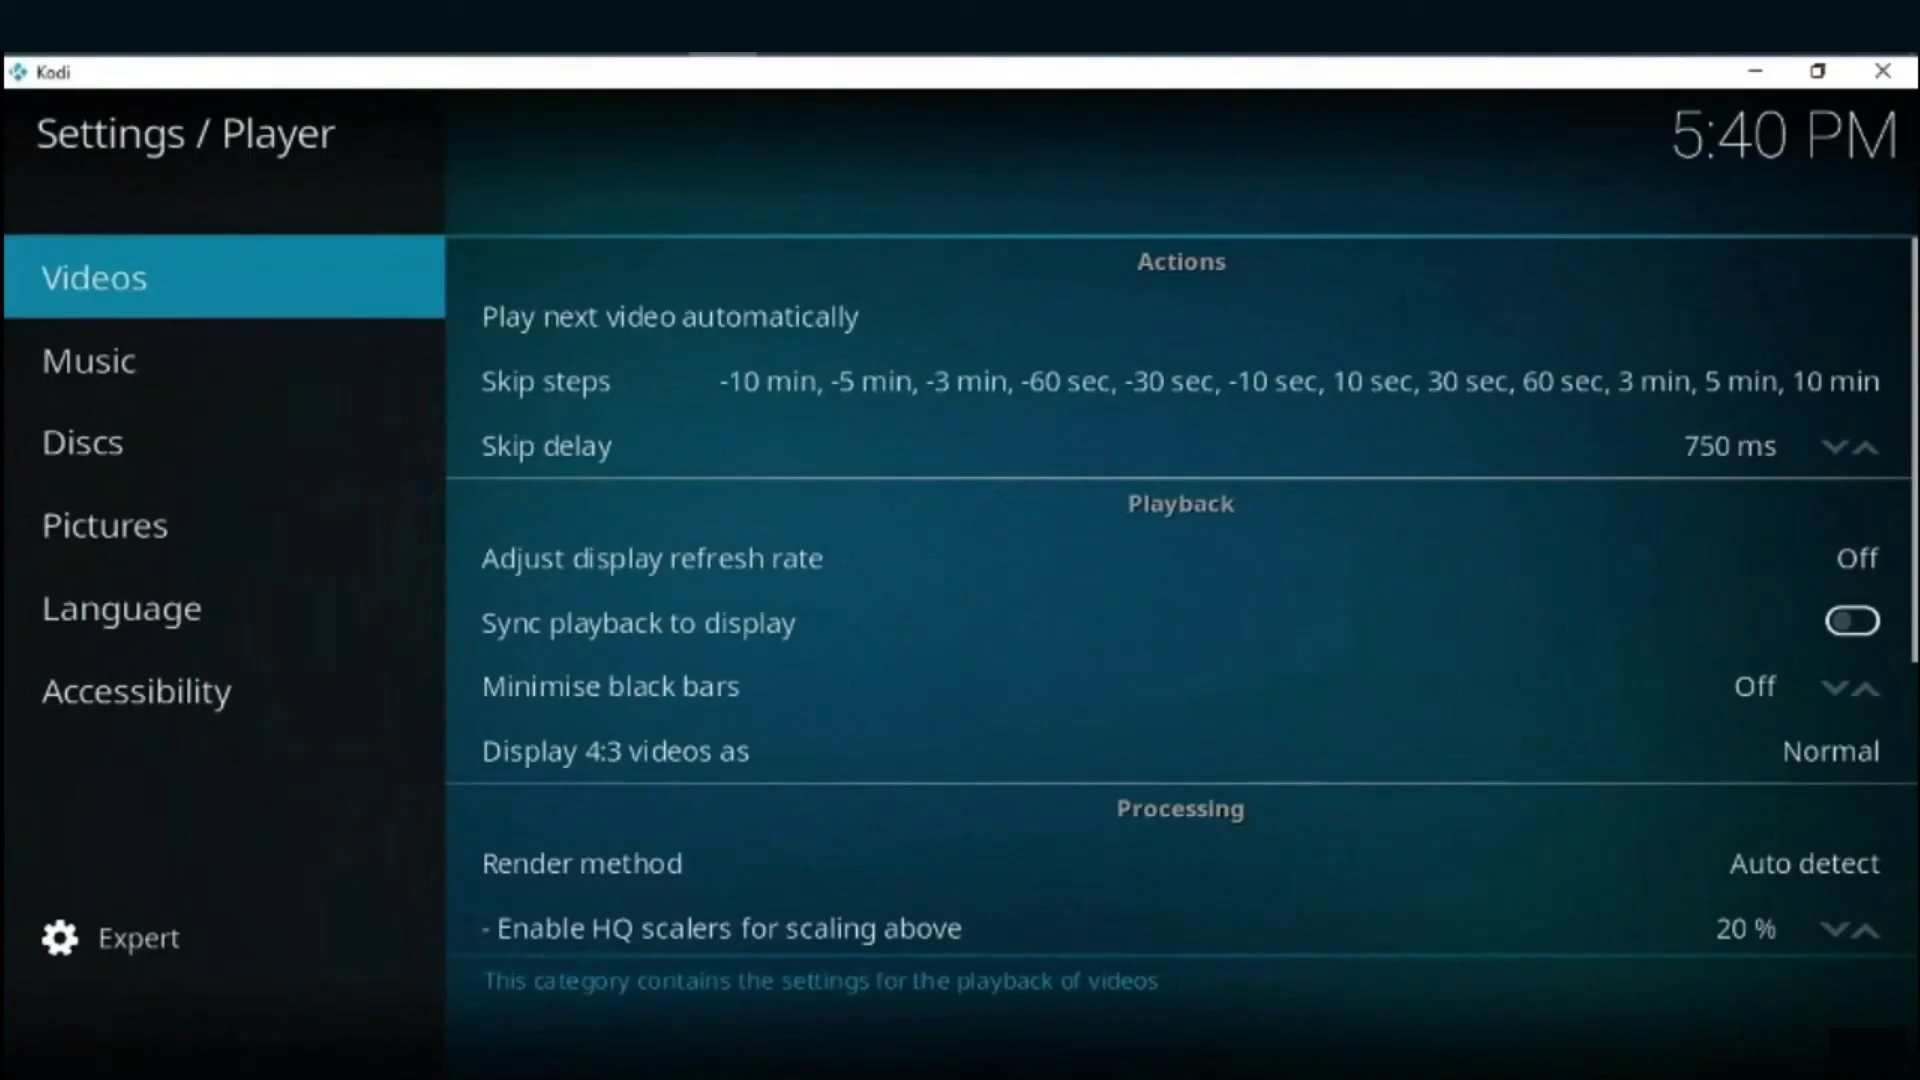 Kodi
Settings / Player
5:40 PM
Videos
Music
Discs
Pictures
Language
Accessibility
Expert
Actions
Play next video automatically
Skip steps -10 min, -5 min, -3 min, -60 sec, -30 sec, -10 sec, 10 sec, 30 sec, 60 sec, 3 min, 5 min, 10 min
Skip delay 750 ms
Playback
Adjust display refresh rate Off
Sync playback to display
Minimise black bars Off
Display 4:3 videos as Normal
Processing
Render method Auto detect
- Enable HQ scalers for scaling above 20 %
This category contains the settings for the playback of videos